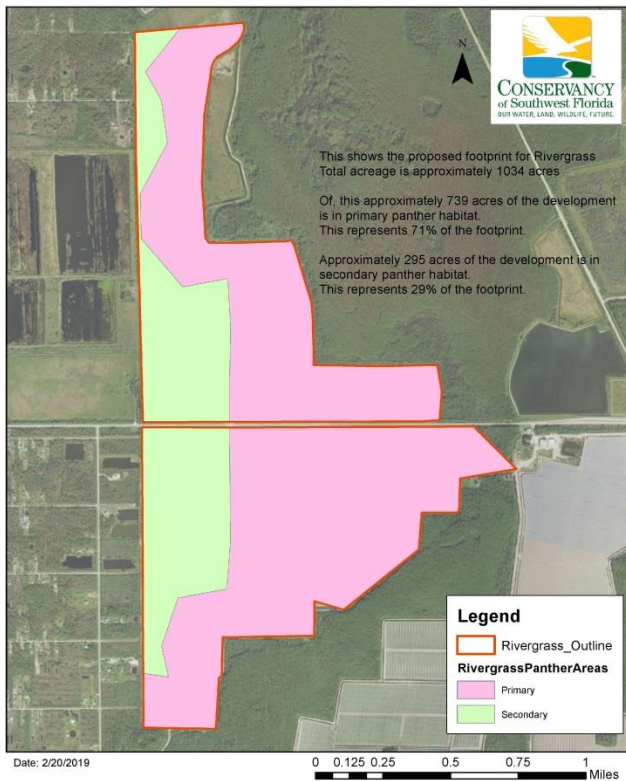 N
CONSERVANCY
of Southwest Florida
OUR WATER, LAND, WILDLIFE, FUTURE.
This shows the proposed footprint for Rivergrass
Total acreage is approximately 1034 acres
Of, this approximately 739 acres of the development
is in primary panther habitat.
This represents 71% of the footprint.
Approximately 295 acres of the development is in
secondary panther habitat.
This represents 29% of the footprint.
Legend
Rivergrass_Outline
RivergrassPantherAreas
Primary
Secondary
Date: 2/20/2019
0 0.125 0.25 0.5 0.75 1
Miles